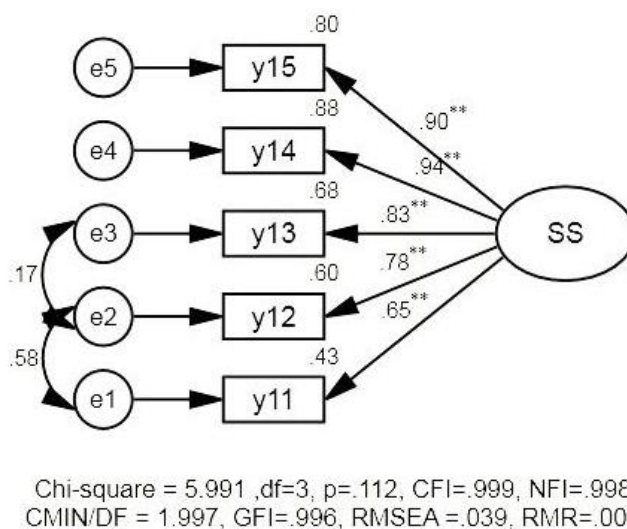 .80
e5 y15
.90**
.88
e4 y14
.94**
.68
e3 y13 .83** SS
.17
.60
.78**
e2 y12
.65**
.58
.43
e1 y11
Chi-square = 5.991 ,df=3, p=.112, CFI=.999, NFI=.998
CMIN/DF = 1.997, GFI=.996, RMSEA =.039, RMR=.00